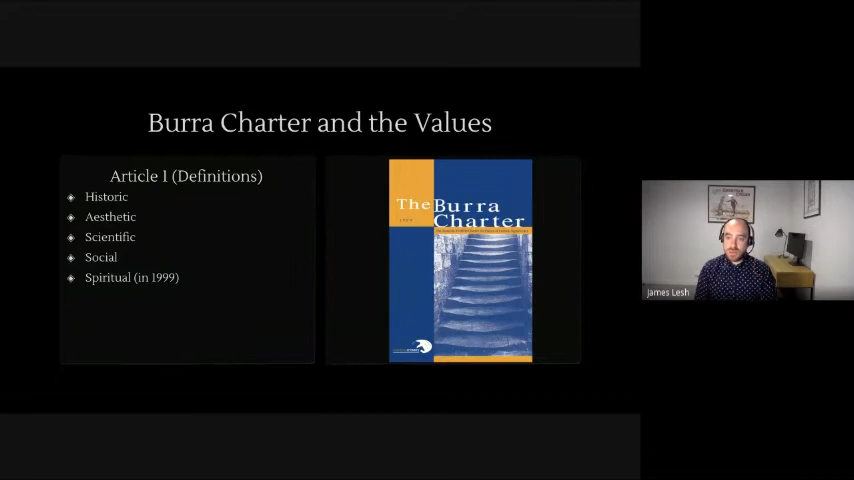 Burra Charter and the Values
Article 1 (Definitions)
Historic
Aesthetic
Scientific
Social
Spiritual (in 1999)
The Burra
Charter
James Lesh